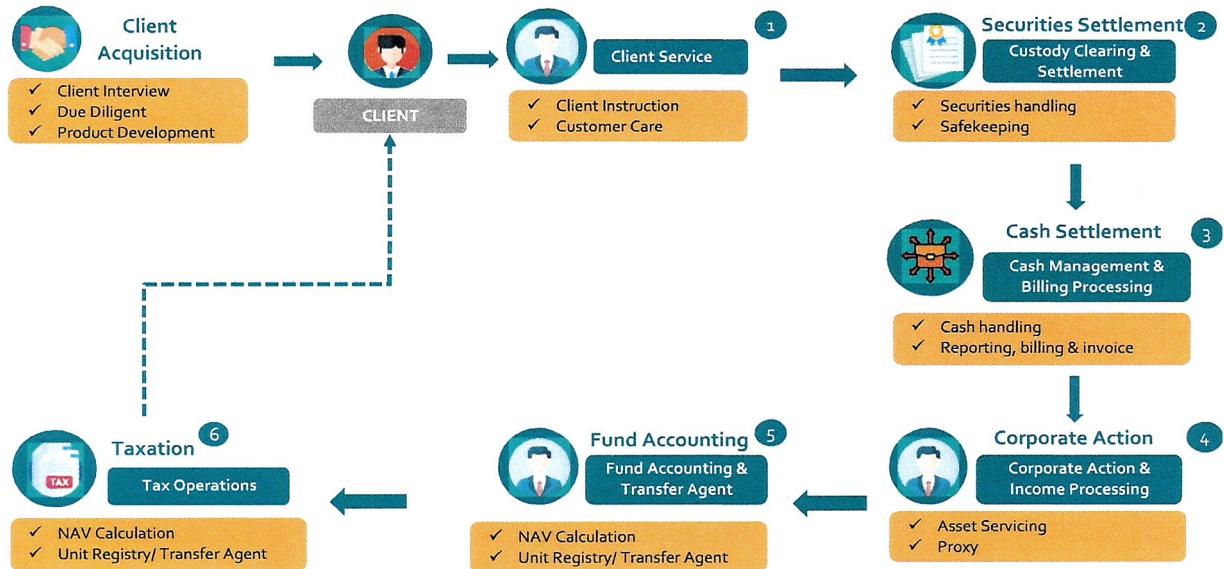 Client
Acquisition
✓ Client Interview
✓ Due Diligent
✓ Product Development
CLIENT
1
Client Service
✓ Client Instruction
✓ Customer Care
Securities Settlement
2
Custody Clearing &
Settlement
✓ Securities handling
✓ Safekeeping
Cash Settlement
3
Cash Management &
Billing Processing
✓ Cash handling
✓ Reporting, billing & invoice
Corporate Action
4
Corporate Action &
Income Processing
✓ Asset Servicing
✓ Proxy
Fund Accounting
5
Fund Accounting &
Transfer Agent
✓ NAV Calculation
✓ Unit Registry/ Transfer Agent
Taxation
6
TAX
Tax Operations
✓ NAV Calculation
✓ Unit Registry/ Transfer Agent